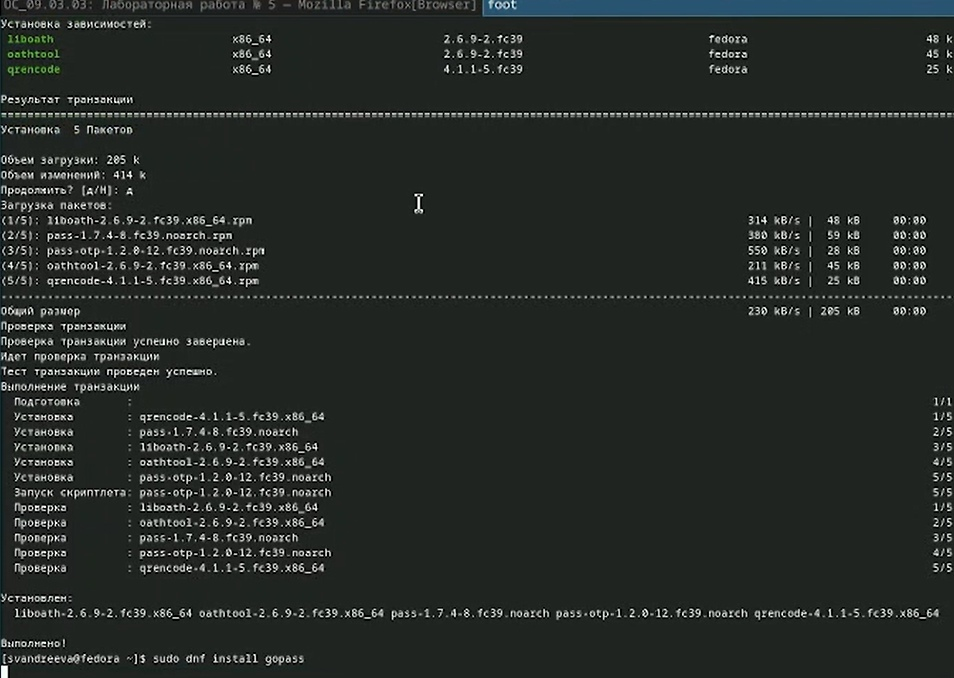 ОС_09.03.03: Лабораторная работа № 5 — Mozilla Firefox[Browser] foot
Установка зависимостей:
liboath x86_64 2.6.9-2.fc39 fedora 48 k
oathtool x86_64 2.6.9-2.fc39 fedora 45 k
qrencode x86_64 4.1.1-5.fc39 fedora 25 k
Результат транзакции
Установка 5 Пакетов
Объем загрузки: 205 k
Объем изменений: 414 k
Продолжить? [д/Н]: д
Загрузка пакетов:
(1/5): liboath-2.6.9-2.fc39.x86_64.rpm 314 kB/s | 48 kB 00:00
(2/5): pass-1.7.4-8.fc39.noarch.rpm 380 kB/s | 59 kB 00:00
(3/5): pass-otp-1.2.0-12.fc39.noarch.rpm 550 kB/s | 28 kB 00:00
(4/5): oathtool-2.6.9-2.fc39.x86_64.rpm 211 kB/s | 45 kB 00:00
(5/5): qrencode-4.1.1-5.fc39.x86_64.rpm 415 kB/s | 25 kB 00:00
Общий размер 230 kB/s | 205 kB 00:00
Проверка транзакции
Проверка транзакции успешно завершена.
Идет проверка транзакции
Тест транзакции проведен успешно.
Выполнение транзакции
Подготовка : 1/1
Установка : qrencode-4.1.1-5.fc39.x86_64 1/5
Установка : pass-1.7.4-8.fc39.noarch 2/5
Установка : liboath-2.6.9-2.fc39.x86_64 3/5
Установка : oathtool-2.6.9-2.fc39.x86_64 4/5
Установка : pass-otp-1.2.0-12.fc39.noarch 5/5
Запуск скриптлета: pass-otp-1.2.0-12.fc39.noarch 5/5
Проверка : liboath-2.6.9-2.fc39.x86_64 1/5
Проверка : oathtool-2.6.9-2.fc39.x86_64 2/5
Проверка : pass-1.7.4-8.fc39.noarch 3/5
Проверка : pass-otp-1.2.0-12.fc39.noarch 4/5
Проверка : qrencode-4.1.1-5.fc39.x86_64 5/5
Установлен:
liboath-2.6.9-2.fc39.x86_64 oathtool-2.6.9-2.fc39.x86_64 pass-1.7.4-8.fc39.noarch pass-otp-1.2.0-12.fc39.noarch qrencode-4.1.1-5.fc39.x86_64
Выполнено!
[svandreeva@fedora ~]$ sudo dnf install gopass